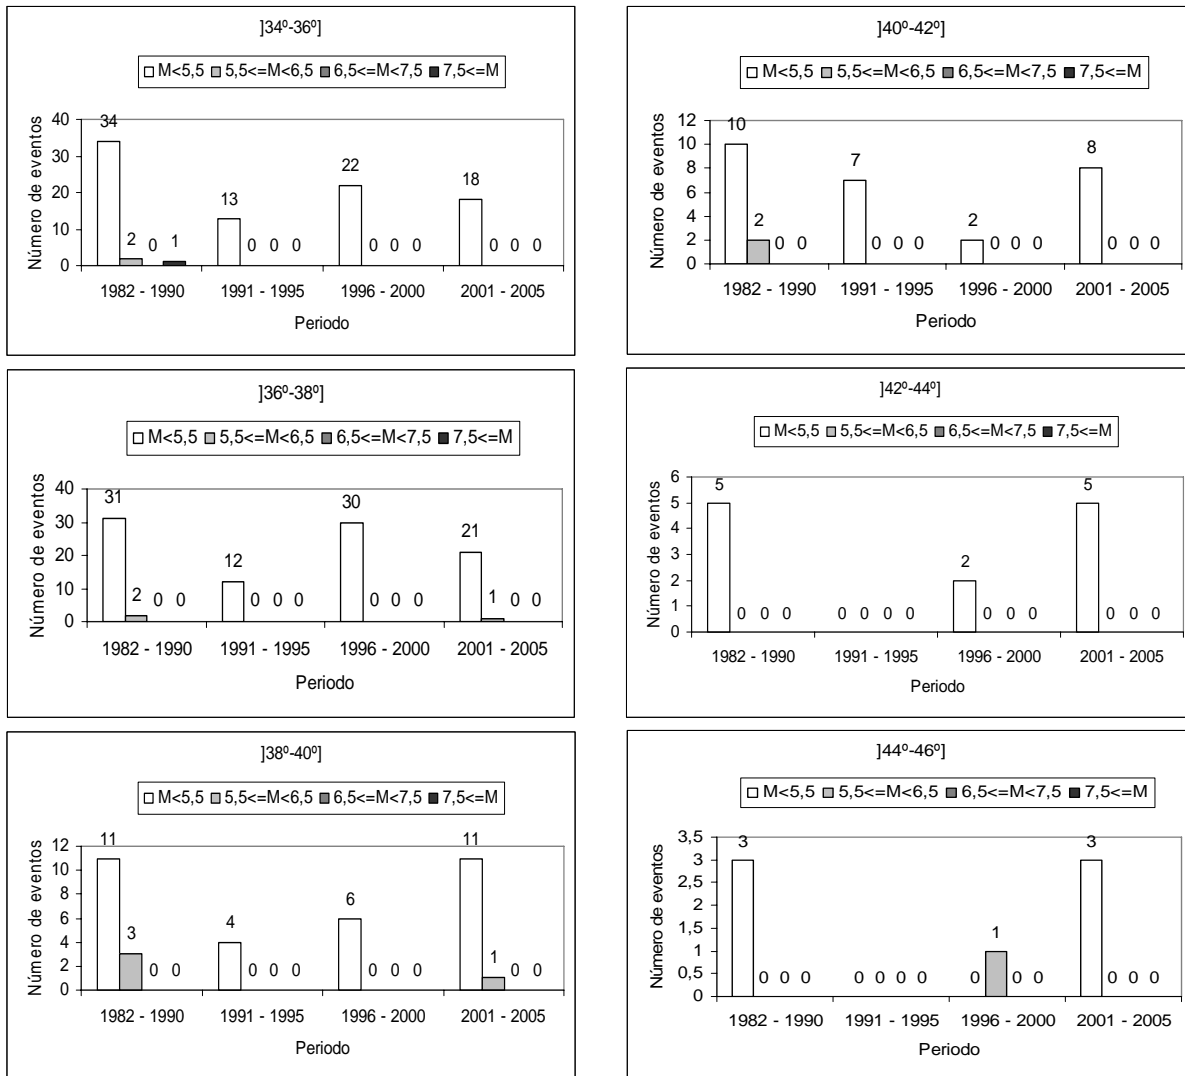 ]34º-36º]
M<5,5 5,5<=M<6,5 6,5<=M<7,5 7,5<=M
Número de eventos
40
30
20
10
0
34 2 0 1 13 0 0 0 22 0 0 0 18 0 0 0
1982 - 1990 1991 - 1995 1996 - 2000 2001 - 2005
Periodo
]40º-42º]
M<5,5 5,5<=M<6,5 6,5<=M<7,5 7,5<=M
Número de eventos
12
10
8
6
4
2
0
10 2 0 0 7 0 0 0 2 0 0 0 8 0 0 0
1982 - 1990 1991 - 1995 1996 - 2000 2001 - 2005
Periodo
]36º-38º]
M<5,5 5,5<=M<6,5 6,5<=M<7,5 7,5<=M
Número de eventos
40
30
20
10
0
31 2 0 0 12 0 0 0 30 0 0 0 21 1 0 0
1982 - 1990 1991 - 1995 1996 - 2000 2001 - 2005
Periodo
]42º-44º]
M<5,5 5,5<=M<6,5 6,5<=M<7,5 7,5<=M
Número de eventos
6
5
4
3
2
1
0
5 0 0 0 0 0 0 0 2 0 0 0 5 0 0 0
1982 - 1990 1991 - 1995 1996 - 2000 2001 - 2005
Periodo
]38º-40º]
M<5,5 5,5<=M<6,5 6,5<=M<7,5 7,5<=M
Número de eventos
12
10
8
6
4
2
0
11 3 0 0 4 0 0 0 6 0 0 0 11 1 0 0
1982 - 1990 1991 - 1995 1996 - 2000 2001 - 2005
Periodo
]44º-46º]
M<5,5 5,5<=M<6,5 6,5<=M<7,5 7,5<=M
Número de eventos
3,5
3
2,5
2
1,5
1
0,5
0
3 0 0 0 0 0 0 0 0 1 0 0 3 0 0 0
1982 - 1990 1991 - 1995 1996 - 2000 2001 - 2005
Periodo